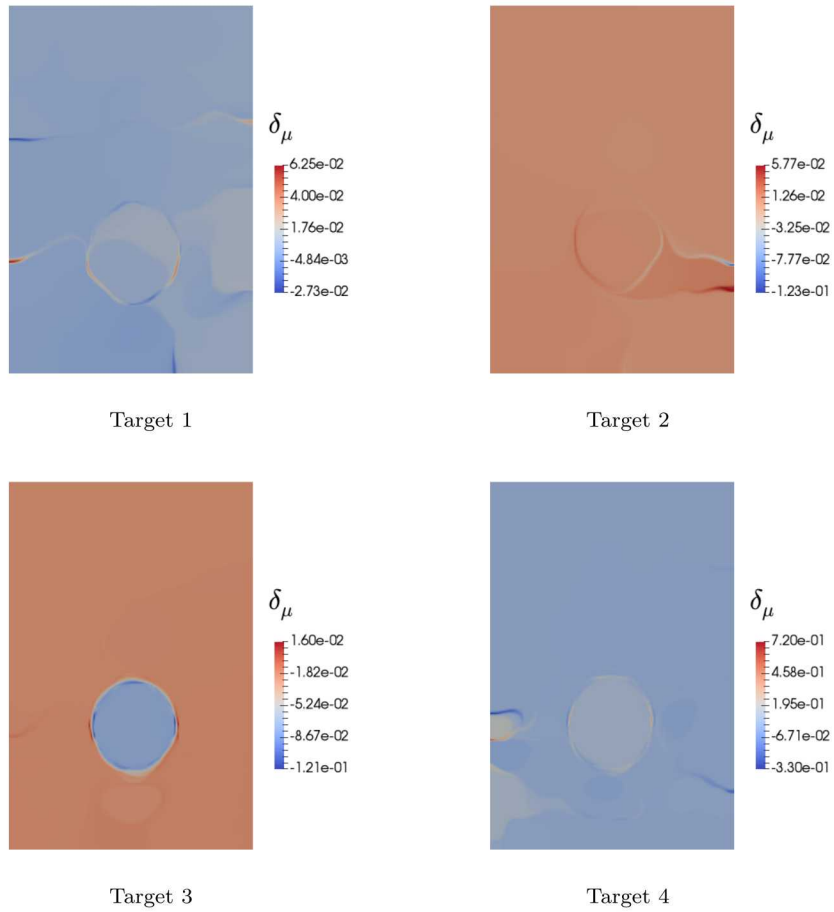 δμ
6.25e-02
4.00e-02
1.76e-02
-4.84e-03
-2.73e-02
Target 1
δμ
5.77e-02
1.26e-02
-3.25e-02
-7.77e-02
-1.23e-01
Target 2
δμ
1.60e-02
-1.82e-02
-5.24e-02
-8.67e-02
-1.21e-01
Target 3
δμ
7.20e-01
4.58e-01
1.95e-01
-6.71e-02
-3.30e-01
Target 4